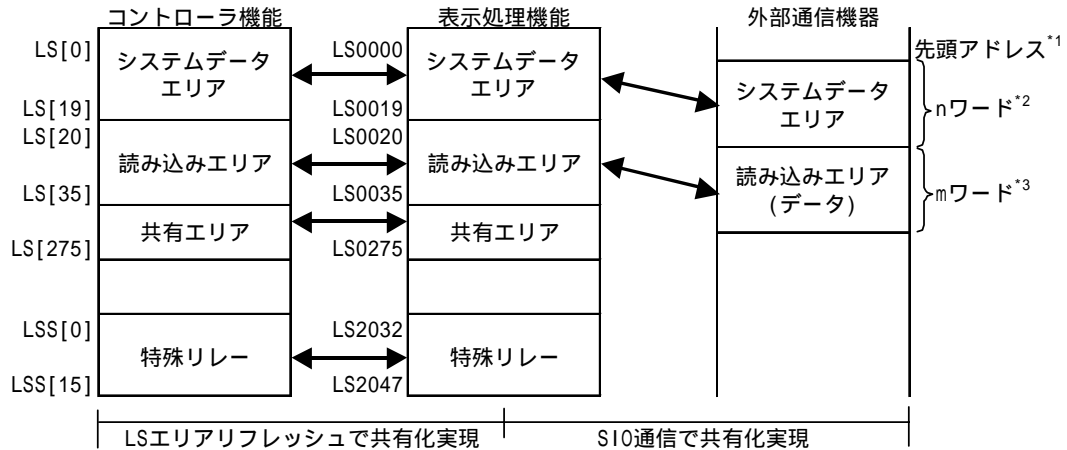 コントローラ機能
表示処理機能
外部通信機器
LS[0]
システムデータ
エリア
LS[19]
LS[20]
読み込みエリア
LS[35]
共有エリア
LS[275]
LSS[0]
特殊リレー
LSS[15]
LS0000
システムデータ
エリア
LS0019
LS0020
読み込みエリア
LS0035
共有エリア
LS0275
LS2032
特殊リレー
LS2047
先頭アドレス*1
システムデータ
エリア
nワード*2
読み込みエリア
(データ)
mワード*3
LSエリアリフレッシュで共有化実現
SIO通信で共有化実現